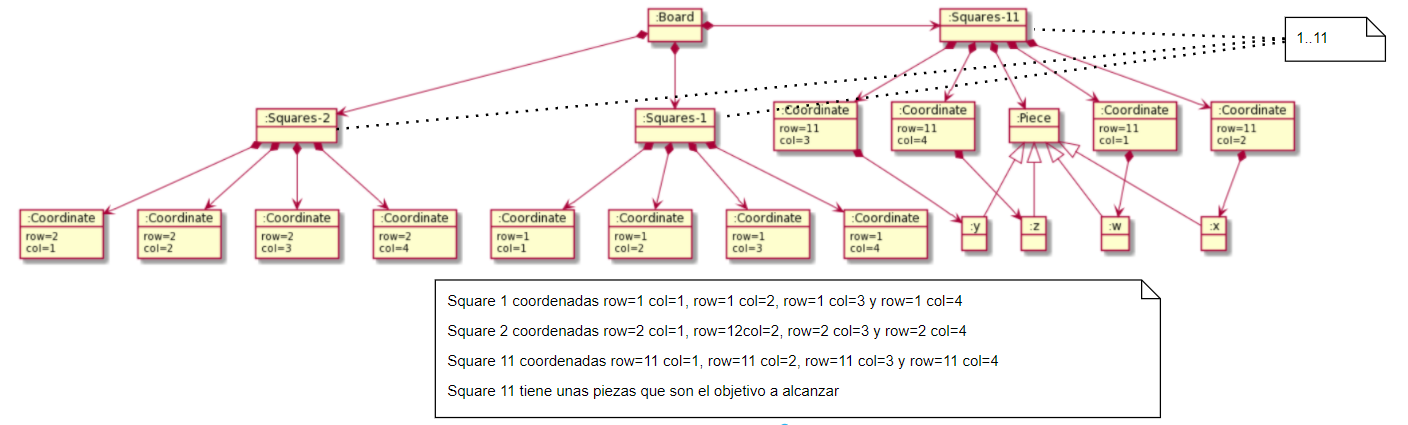 :Board
:Squares-11
1..11
:Squares-2
:Squares-1
:Coordinate
row=11
col=3
:Coordinate
row=11
col=4
:Piece
:Coordinate
row=11
col=1
:Coordinate
row=11
col=2
:Coordinate
row=2
col=1
:Coordinate
row=2
col=2
:Coordinate
row=2
col=3
:Coordinate
row=2
col=4
:Coordinate
row=1
col=1
:Coordinate
row=1
col=2
:Coordinate
row=1
col=3
:Coordinate
row=1
col=4
:y
:z
:w
:x
Square 1 coordenadas row=1 col=1, row=1 col=2, row=1 col=3 y row=1 col=4
Square 2 coordenadas row=2 col=1, row=12col=2, row=2 col=3 y row=2 col=4
Square 11 coordenadas row=11 col=1, row=11 col=2, row=11 col=3 y row=11 col=4
Square 11 tiene unas piezas que son el objetivo a alcanzar